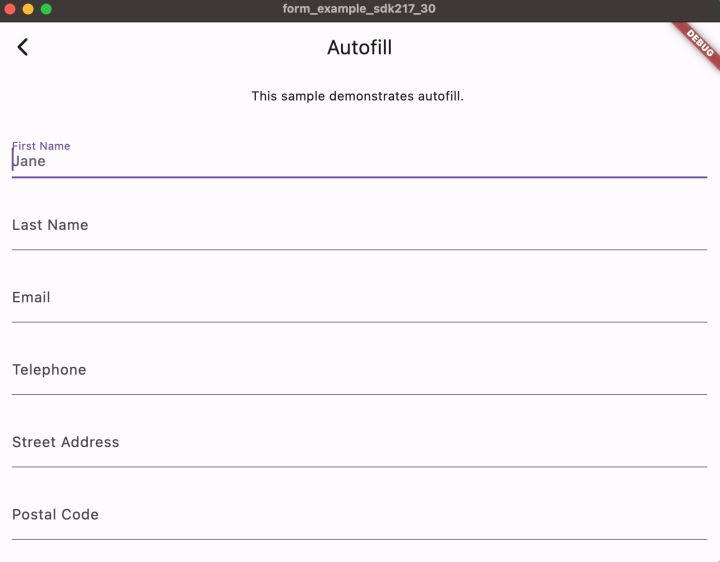 form_example_sdk217_30
Autofill
DEBUG
This sample demonstrates autofill.
First Name
Jane
Last Name
Email
Telephone
Street Address
Postal Code